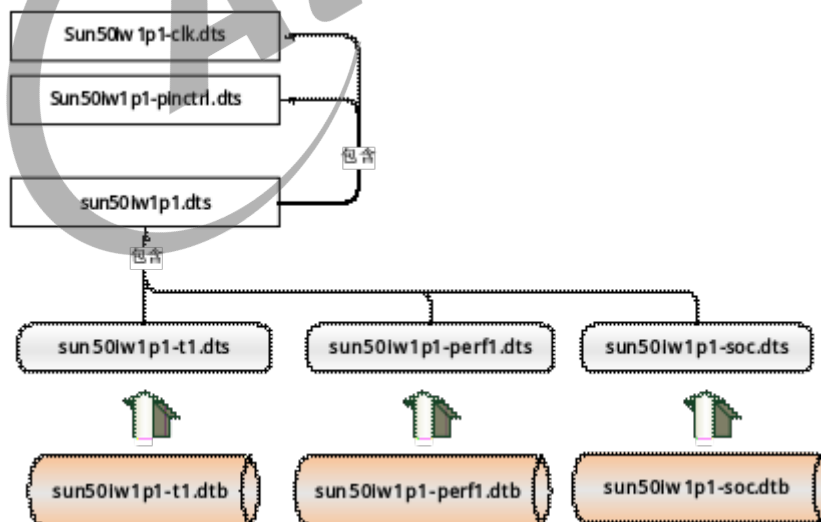 Sun50iw1p1-clk.dts
Sun50iw1p1-pinctrl.dts
包含
sun50iw1p1.dts
包含
sun50iw1p1-t1.dts
sun50iw1p1-perf1.dts
sun50iw1p1-soc.dts
sun50iw1p1-t1.dtb
sun50iw1p1-perf1.dtb
sun50iw1p1-soc.dtb